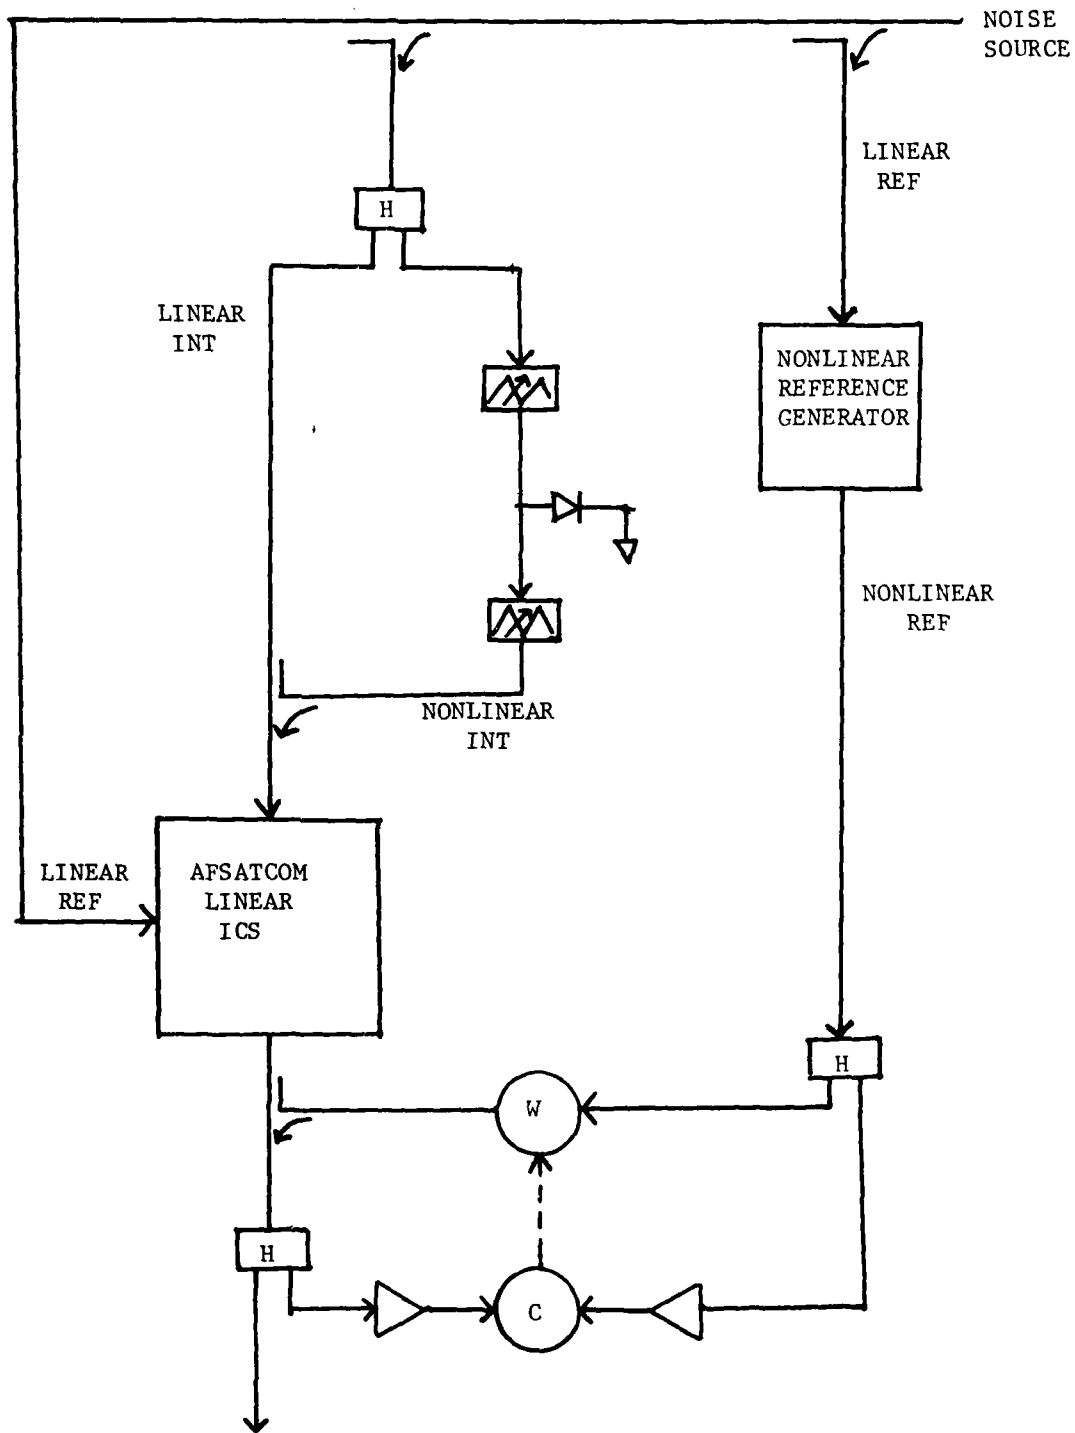 NOISE
SOURCE
LINEAR
REF
H
LINEAR
INT
NONLINEAR
REFERENCE
GENERATOR
NONLINEAR
REF
NONLINEAR
INT
LINEAR
REF
AFSATCOM
LINEAR
ICS
H
W
H
C